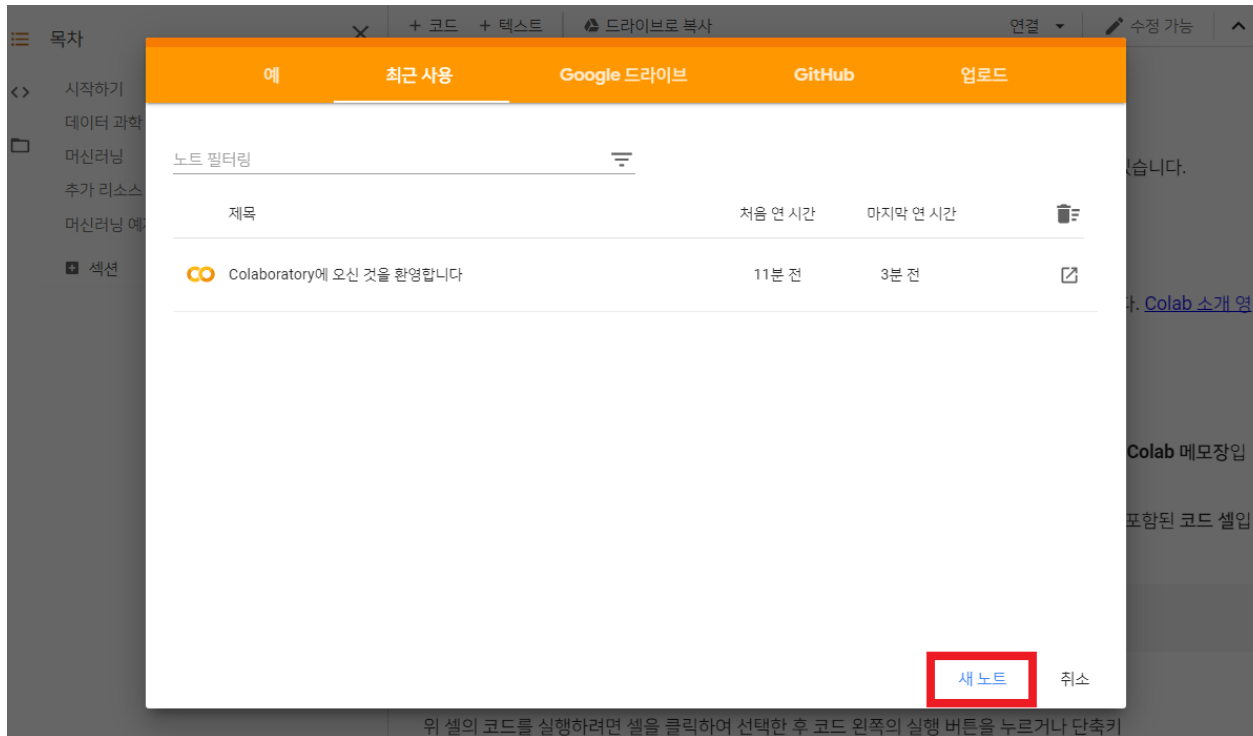 목차
+ 코드 + 텍스트 드라이브로 복사
연결 수정 가능
시작하기
데이터 과학
머신러닝
추가 리소스
머신러닝 예
섹션
예 최근 사용 Google 드라이브 GitHub 업로드
노트 필터링
제목 처음 연 시간 마지막 연 시간
CO Colaboratory에 오신 것을 환영합니다 11분 전 3분 전
새 노트 취소
습니다.
다. Colab 소개 영
Colab 메모장입
포함된 코드 셀입
위 셀의 코드를 실행하려면 셀을 클릭하여 선택한 후 코드 왼쪽의 실행 버튼을 누르거나 단축키